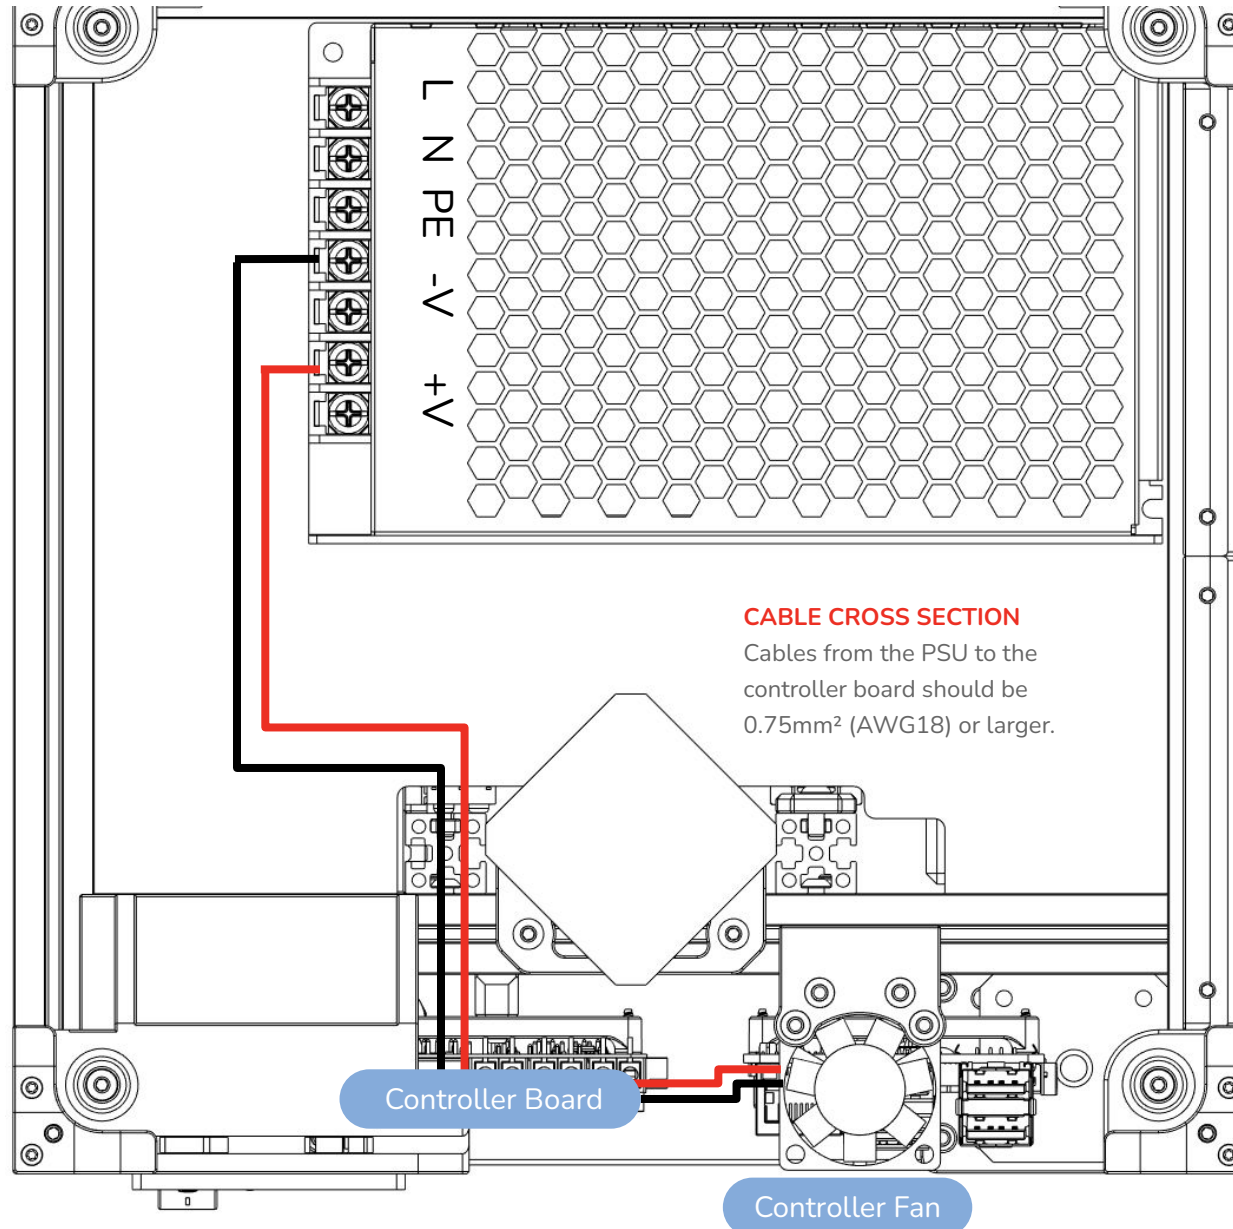 L
N
PE
-V
+V
CABLE CROSS SECTION
Cables from the PSU to the
controller board should be
0.75mm² (AWG18) or larger.
Controller Board
Controller Fan